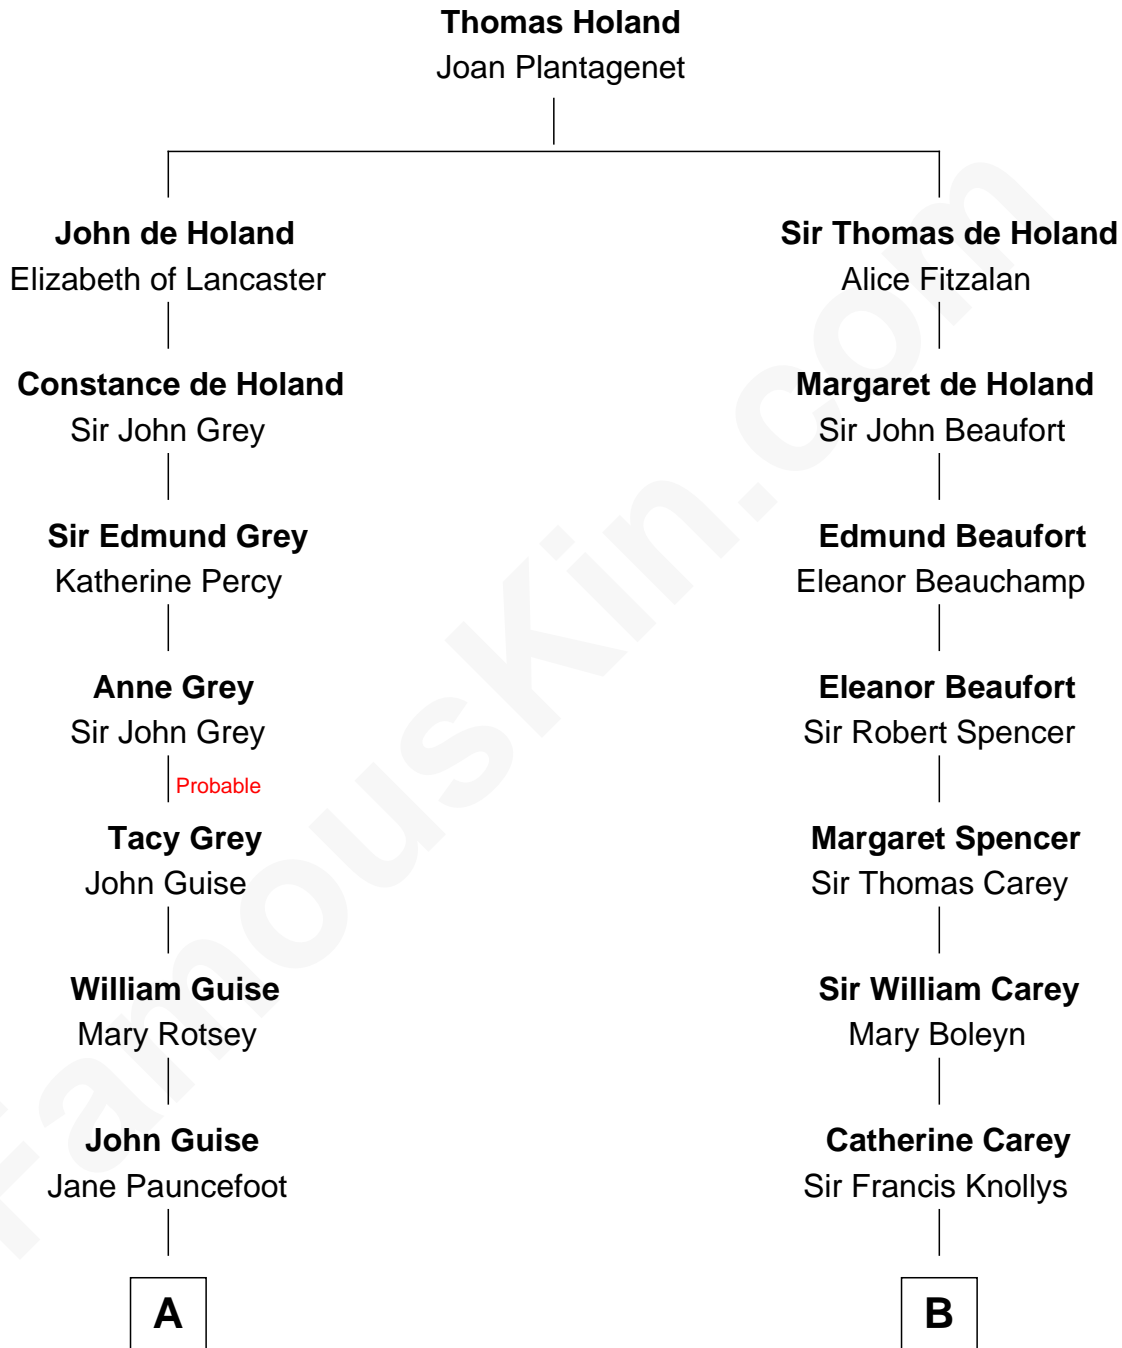 Thomas Holand
Joan Plantagenet
John de Holand
Elizabeth of Lancaster
Sir Thomas de Holand
Alice Fitzalan
Constance de Holand
Sir John Grey
Margaret de Holand
Sir John Beaufort
Sir Edmund Grey
Katherine Percy
Edmund Beaufort
Eleanor Beauchamp
Anne Grey
Sir John Grey
Eleanor Beaufort
Sir Robert Spencer
Probable
Tacy Grey
John Guise
Margaret Spencer
Sir Thomas Carey
William Guise
Mary Rotsey
Sir William Carey
Mary Boleyn
John Guise
Jane Pauncefoot
Catherine Carey
Sir Francis Knollys
A
B
FamousKin.com